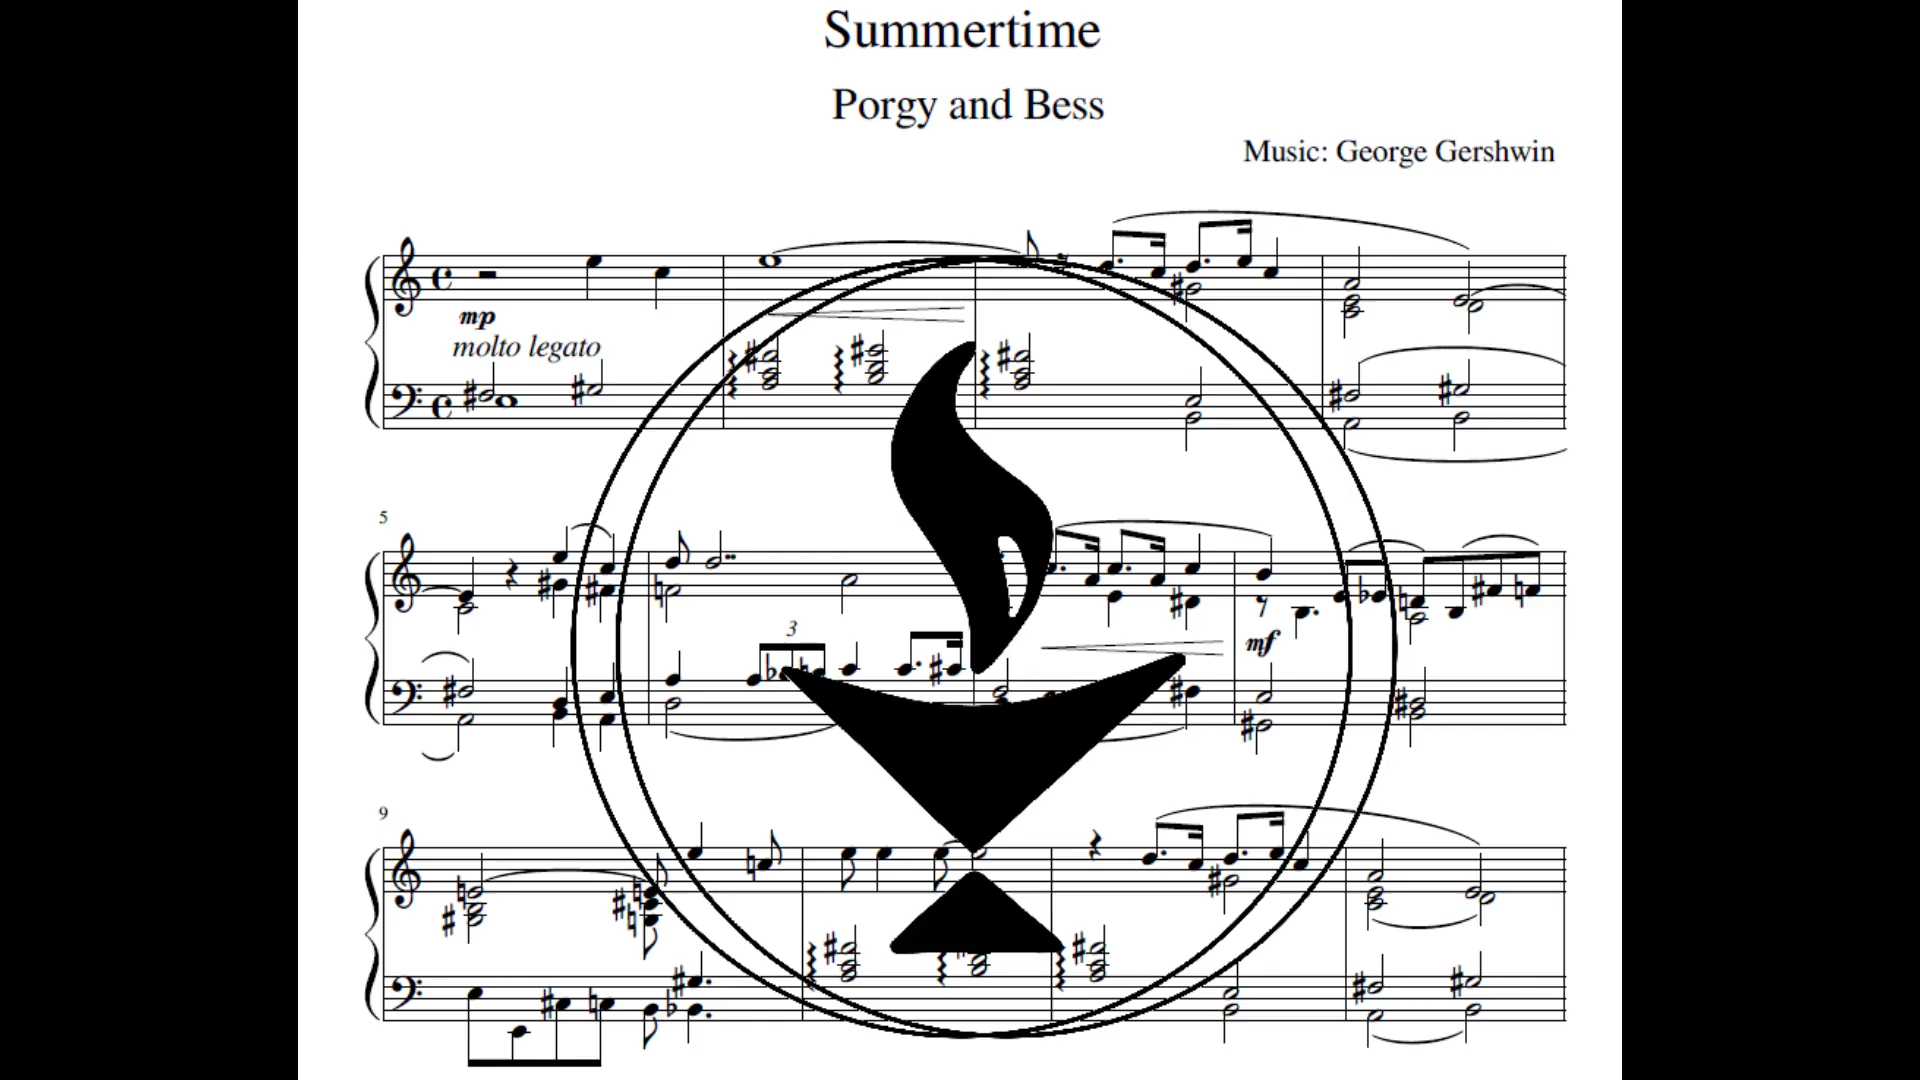 Summertime
Porgy and Bess
Music: George Gershwin
mp
molto legato
5
3
mf
9